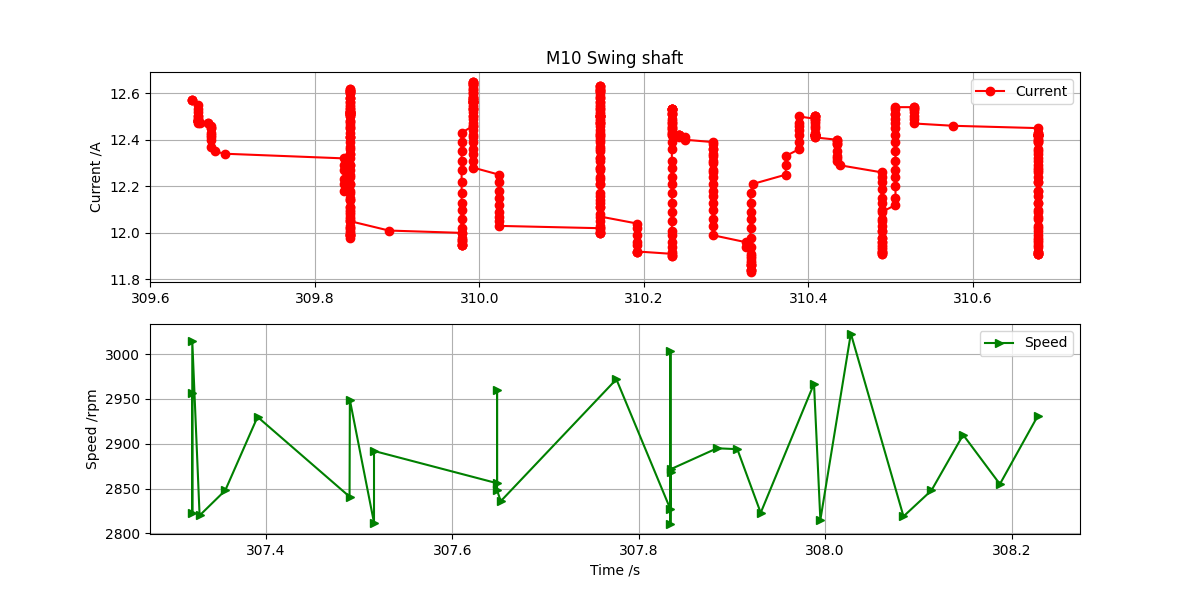 M10 Swing shaft
Current /A
12.6
12.4
12.2
12.0
11.8
Current
309.6 309.8 310.0 310.2 310.4 310.6
Speed /rpm
3000
2950
2900
2850
2800
Speed
307.4 307.6 307.8 308.0 308.2
Time /s